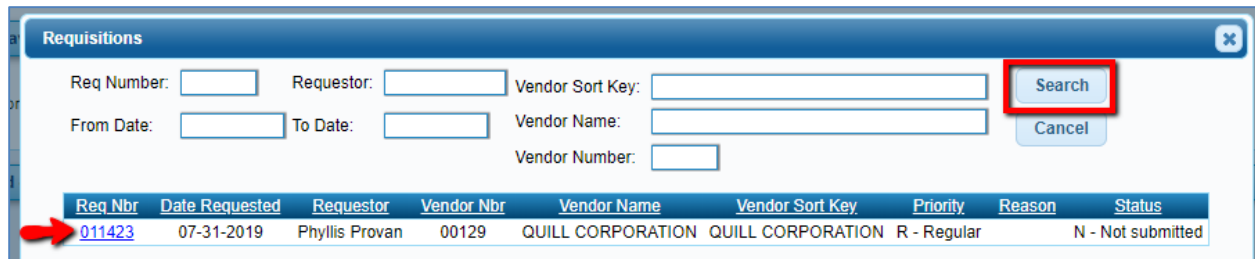 Requisitions
Req Number: Requestor: Vendor Sort Key: Search
From Date: To Date: Vendor Name: Cancel
Vendor Number:
Req Nbr Date Requested Requestor Vendor Nbr Vendor Name Vendor Sort Key Priority Reason Status
011423 07-31-2019 Phyllis Provan 00129 QUILL CORPORATION QUILL CORPORATION R - Regular N - Not submitted